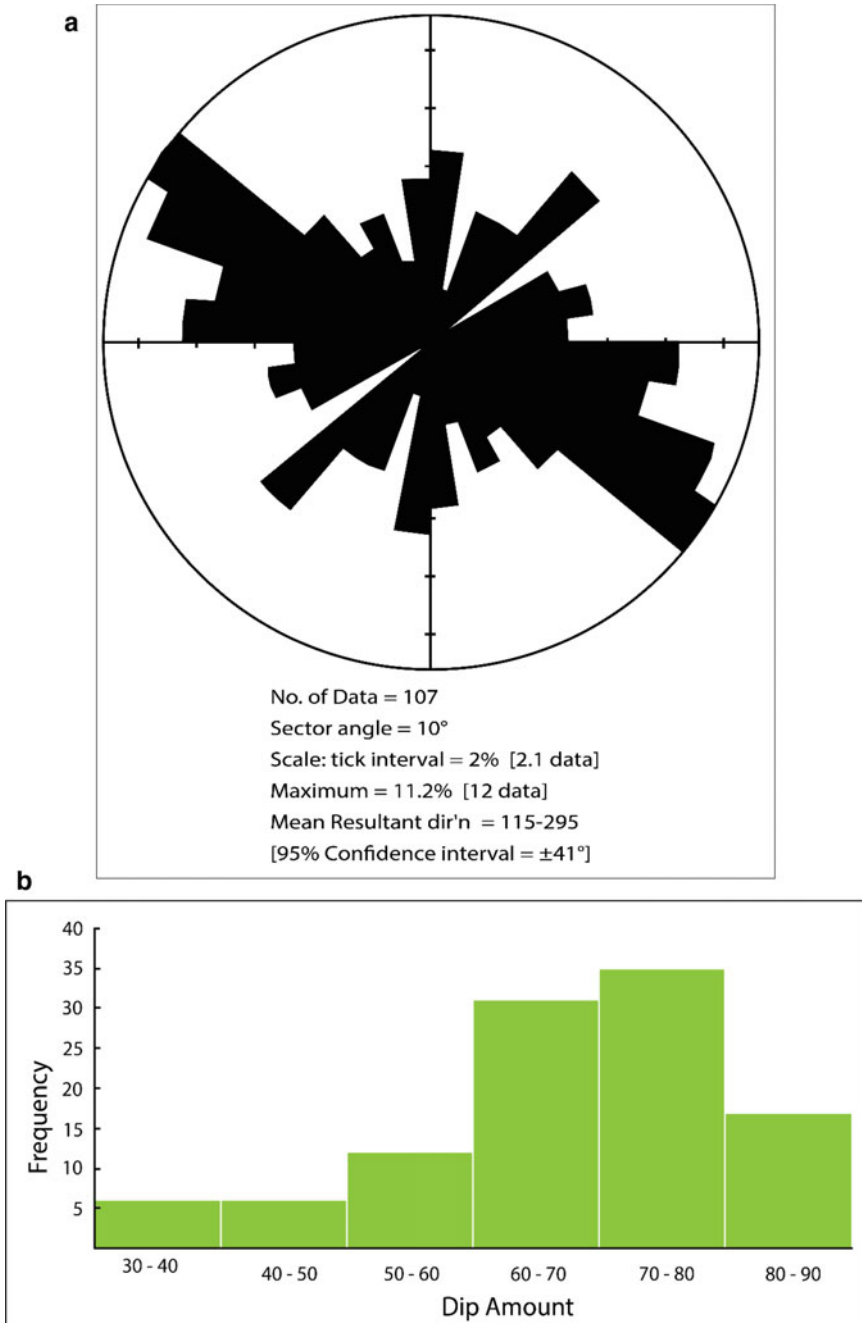 a
No. of Data = 107
Sector angle = 10°
Scale: tick interval = 2% [2.1 data]
Maximum = 11.2% [12 data]
Mean Resultant dir'n = 115-295
[95% Confidence interval = ±41°]
b
40
35
30
25
20
15
10
5
Frequency
30 - 40 40 - 50 50 - 60 60 - 70 70 - 80 80 - 90
Dip Amount